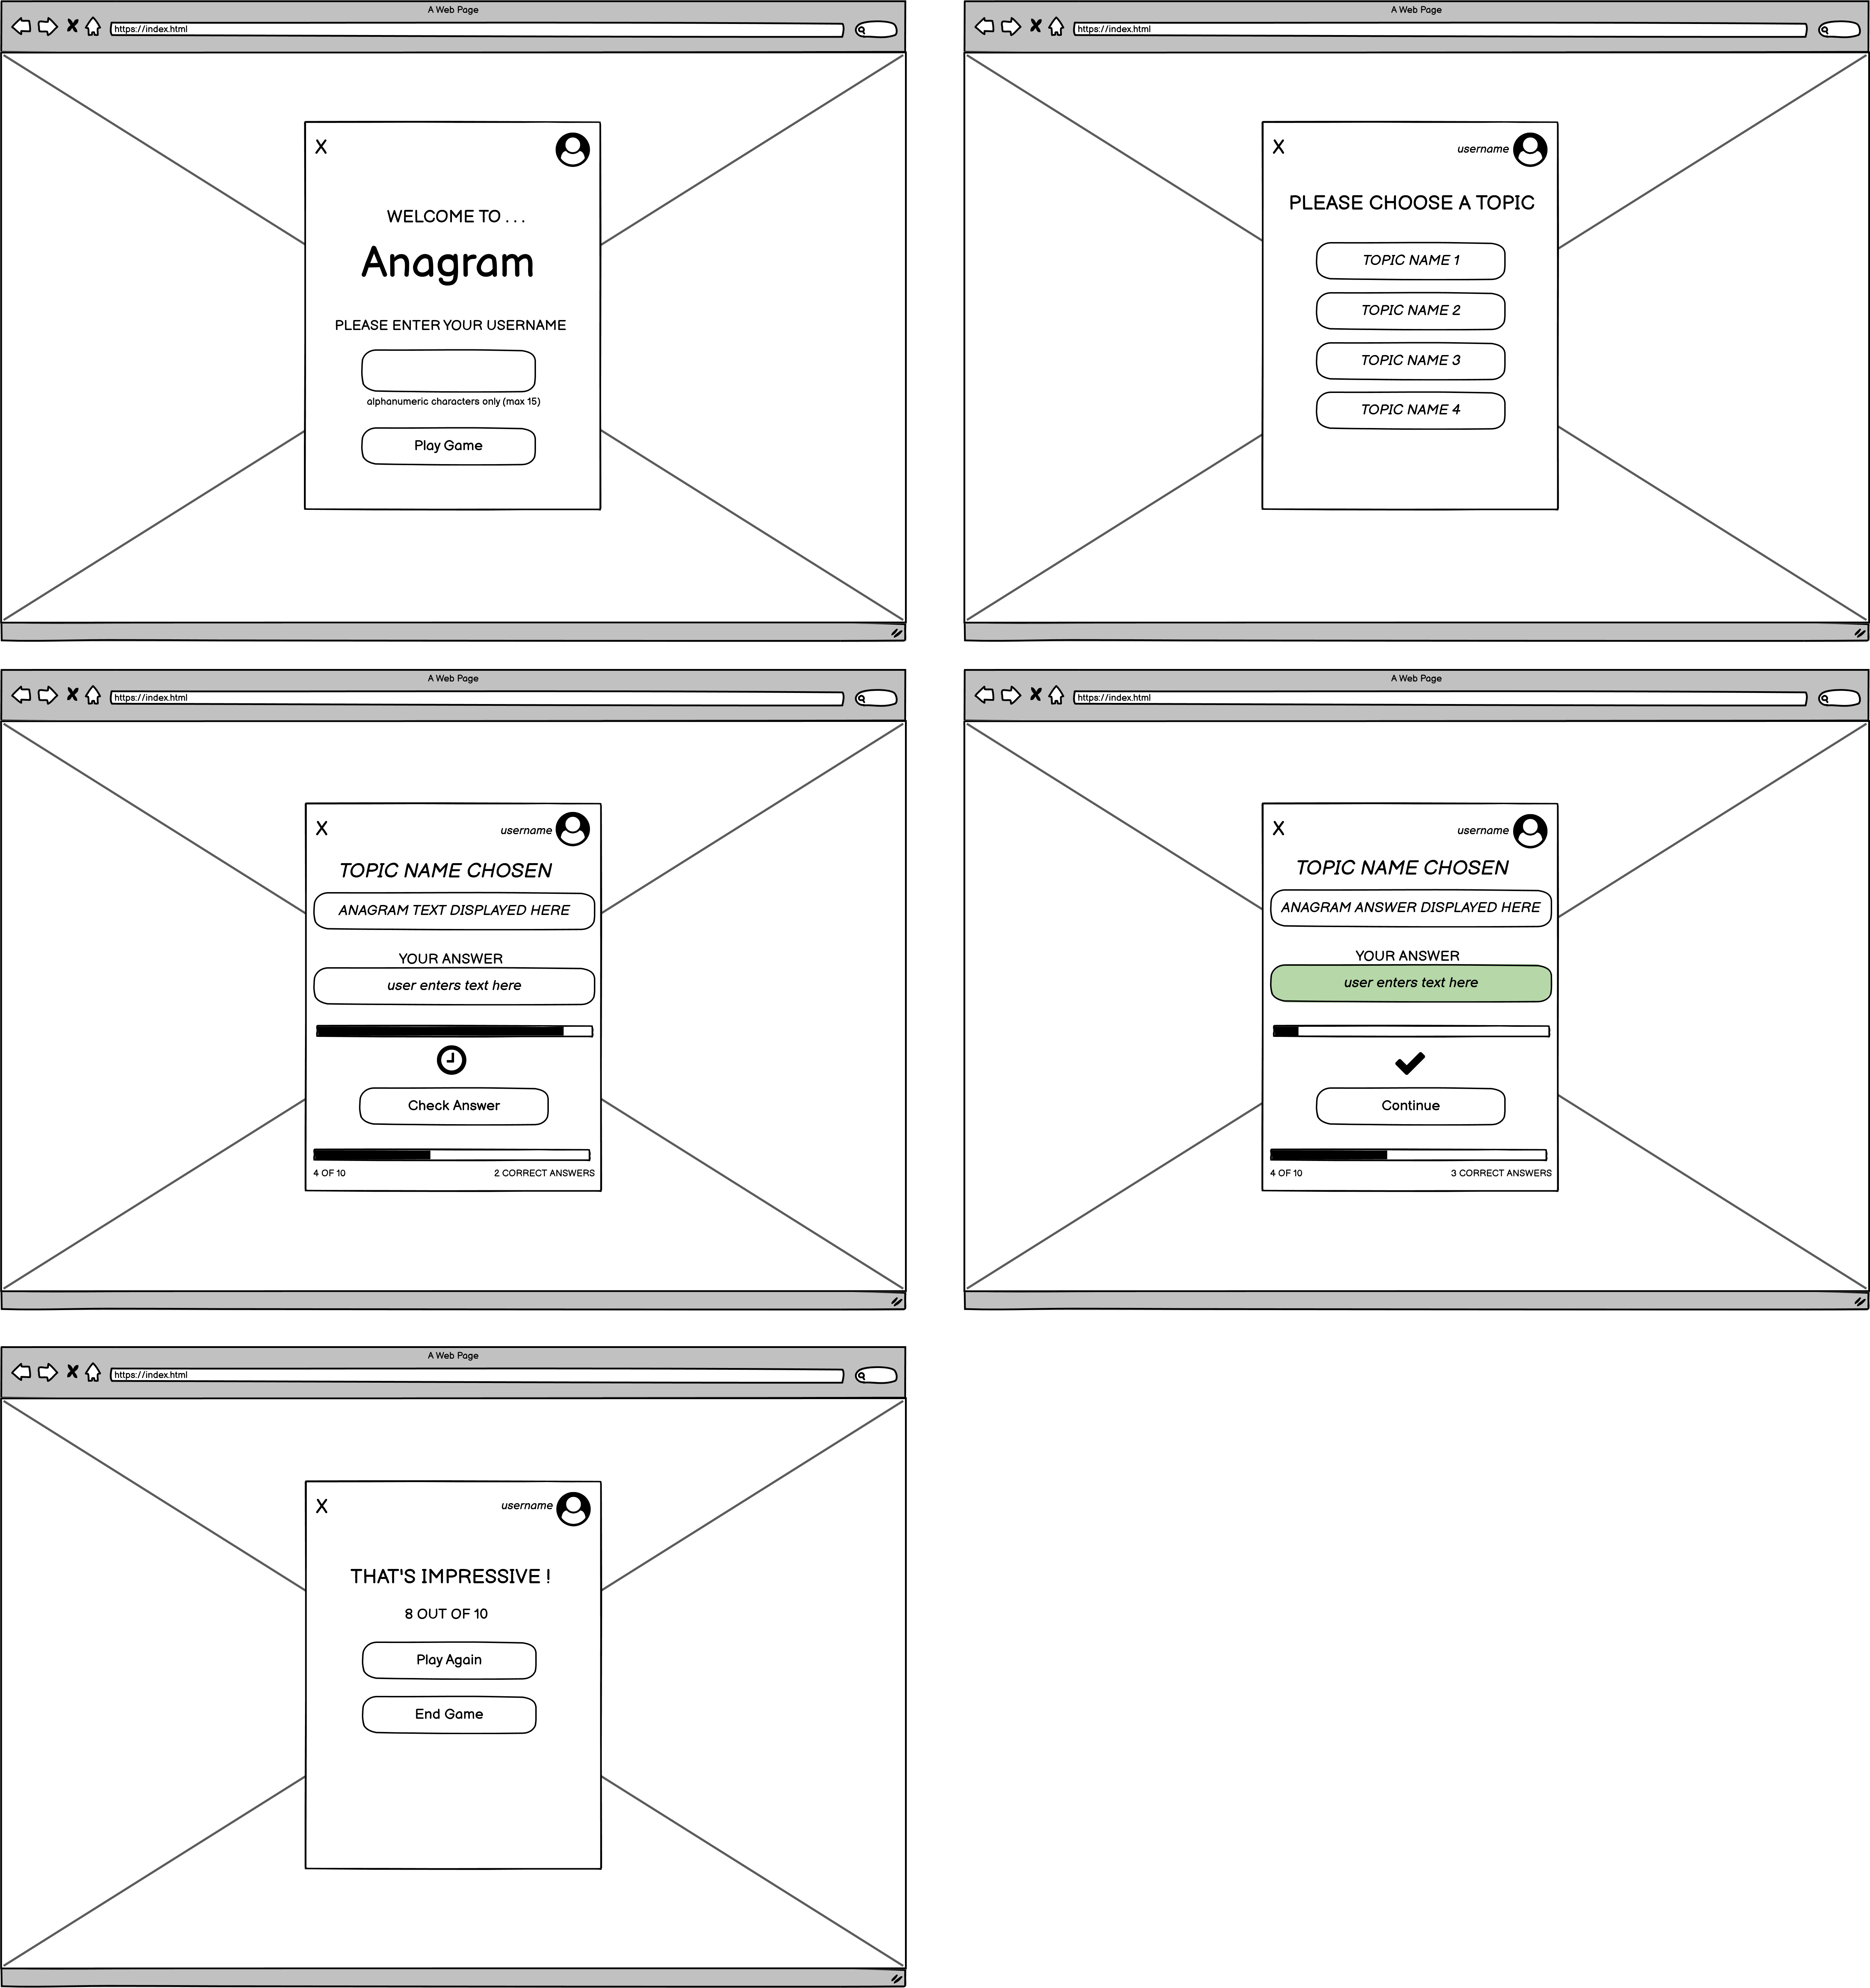 A Web Page
https://index.html
X
WELCOME TO . . .
Anagram
PLEASE ENTER YOUR USERNAME
alphanumeric characters only (max 15)
Play Game
A Web Page
https://index.html
X
username
PLEASE CHOOSE A TOPIC
TOPIC NAME 1
TOPIC NAME 2
TOPIC NAME 3
TOPIC NAME 4
A Web Page
https://index.html
X
username
TOPIC NAME CHOSEN
ANAGRAM TEXT DISPLAYED HERE
YOUR ANSWER
user enters text here
Check Answer
4 OF 10
2 CORRECT ANSWERS
A Web Page
https://index.html
X
username
TOPIC NAME CHOSEN
ANAGRAM ANSWER DISPLAYED HERE
YOUR ANSWER
user enters text here
Continue
4 OF 10
3 CORRECT ANSWERS
A Web Page
https://index.html
X
username
THAT'S IMPRESSIVE !
8 OUT OF 10
Play Again
End Game